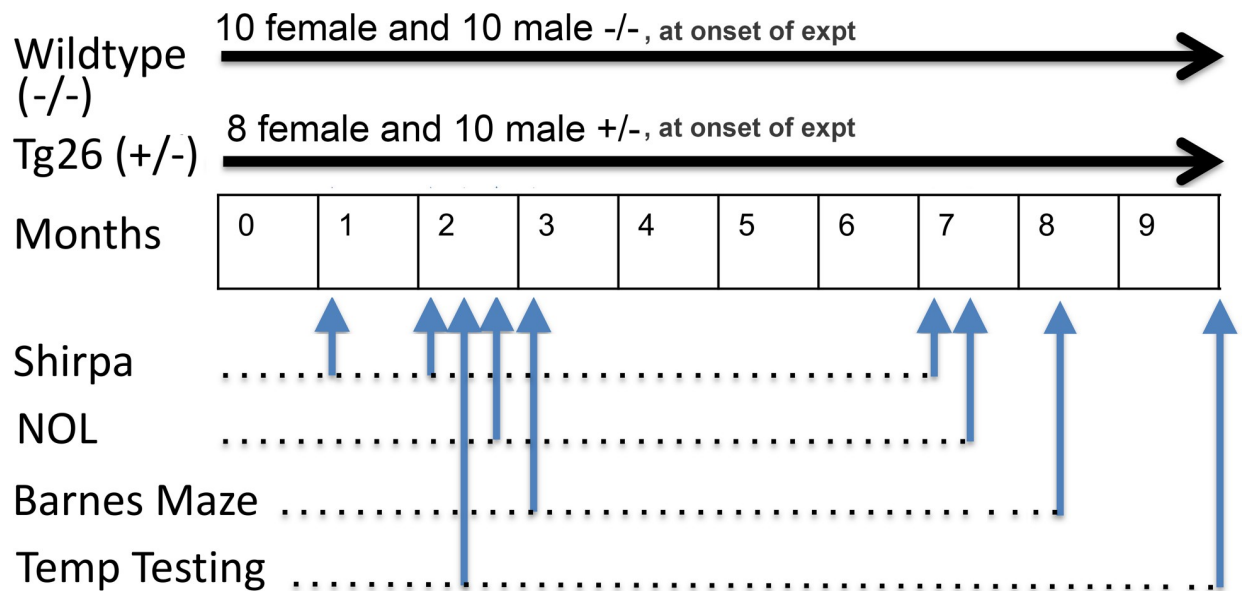 10 female and 10 male -/-, at onset of expt
Wildtype
(-/-)
8 female and 10 male +/-, at onset of expt
Tg26 (+/-)
Months 0 1 2 3 4 5 6 7 8 9
Shirpa
NOL
Barnes Maze
Temp Testing